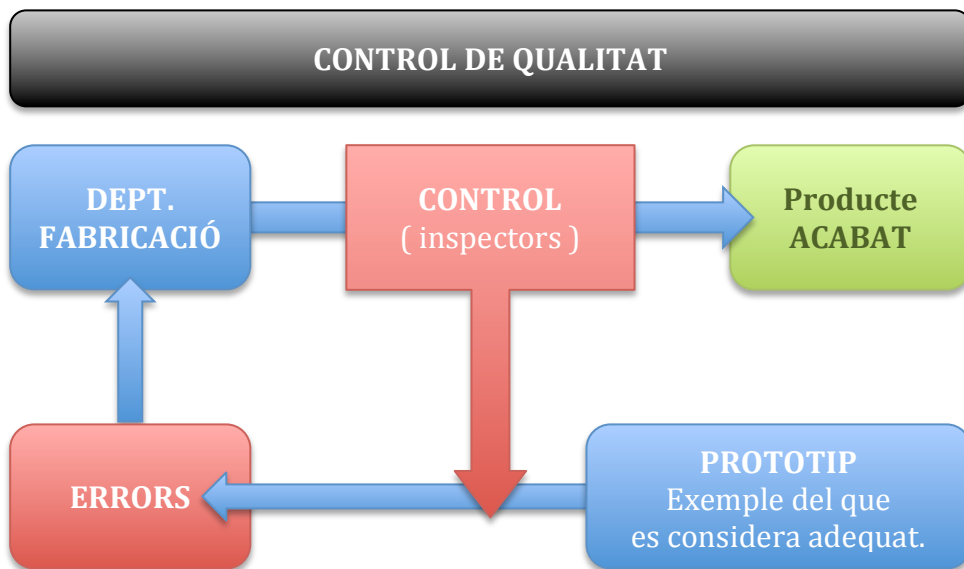 CONTROL DE QUALITAT
DEPT.
FABRICACIÓ
CONTROL
( inspectors )
Producte
ACABAT
ERRORS
PROTOTIP
Exemple del que
es considera adequat.